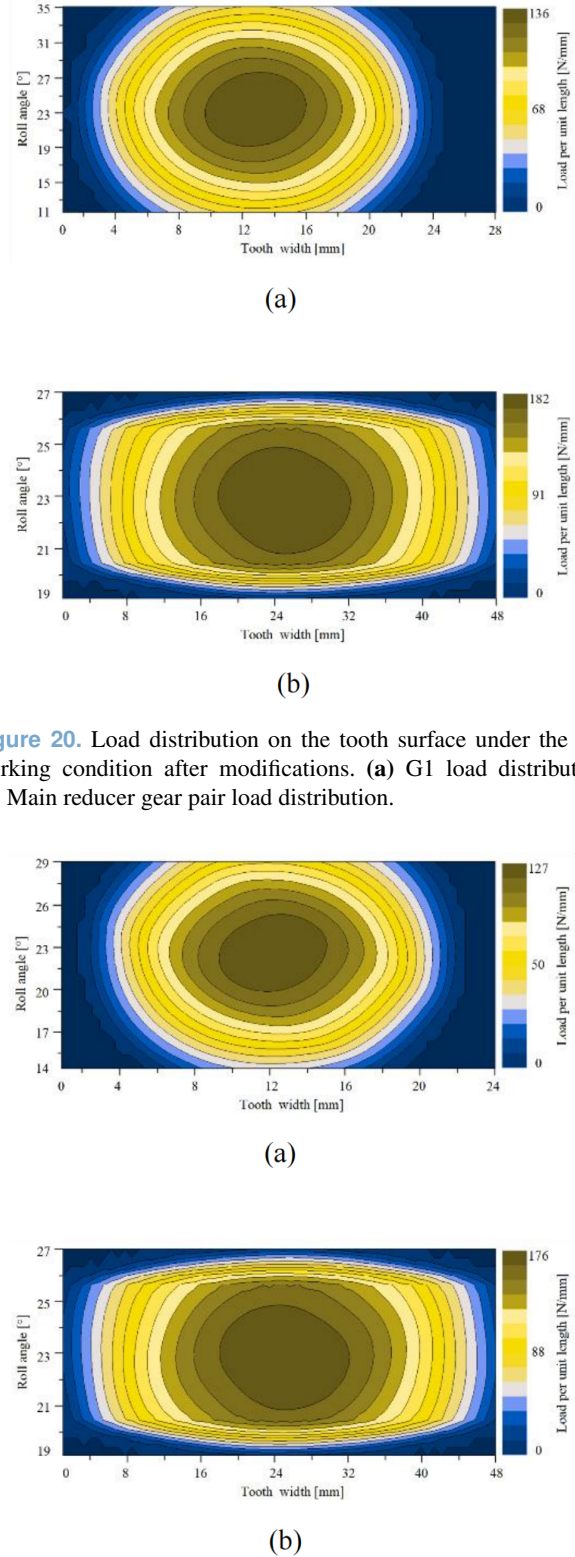 35
31
27
23
19
15
11
Roll angle [°]
0 4 8 12 16 20 24 28
Tooth width [mm]
136
68
0
Load per unit length [N/mm]
(a)
27
25
23
21
19
Roll angle [°]
0 8 16 24 32 40 48
Tooth width [mm]
182
91
0
Load per unit length [N/mm]
(b)
gure 20. Load distribution on the tooth surface under the
rking condition after modifications. (a) G1 load distribut
Main reducer gear pair load distribution.
29
26
23
20
17
14
Roll angle [°]
0 4 8 12 16 20 24
Tooth width [mm]
127
50
0
Load per unit length [N/mm]
(a)
27
25
23
21
19
Roll angle [°]
0 8 16 24 32 40 48
Tooth width [mm]
176
88
0
Load per unit length [N/mm]
(b)